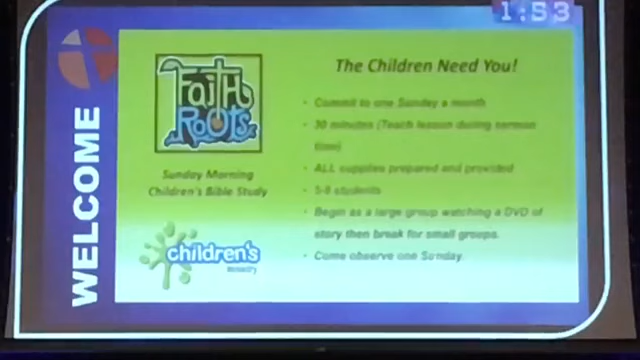 1:53
WELCOME
FaiTH
RooTs
Sunday Morning
Children's Bible Study
children's
ministry
The Children Need You!
• Commit to one Sunday a month
• 30 minutes (Teach lesson during sermon
time)
• ALL supplies prepared and provided
• 5-8 students
• Begin as a large group watching a DVD of
story then break for small groups.
• Come observe one Sunday.